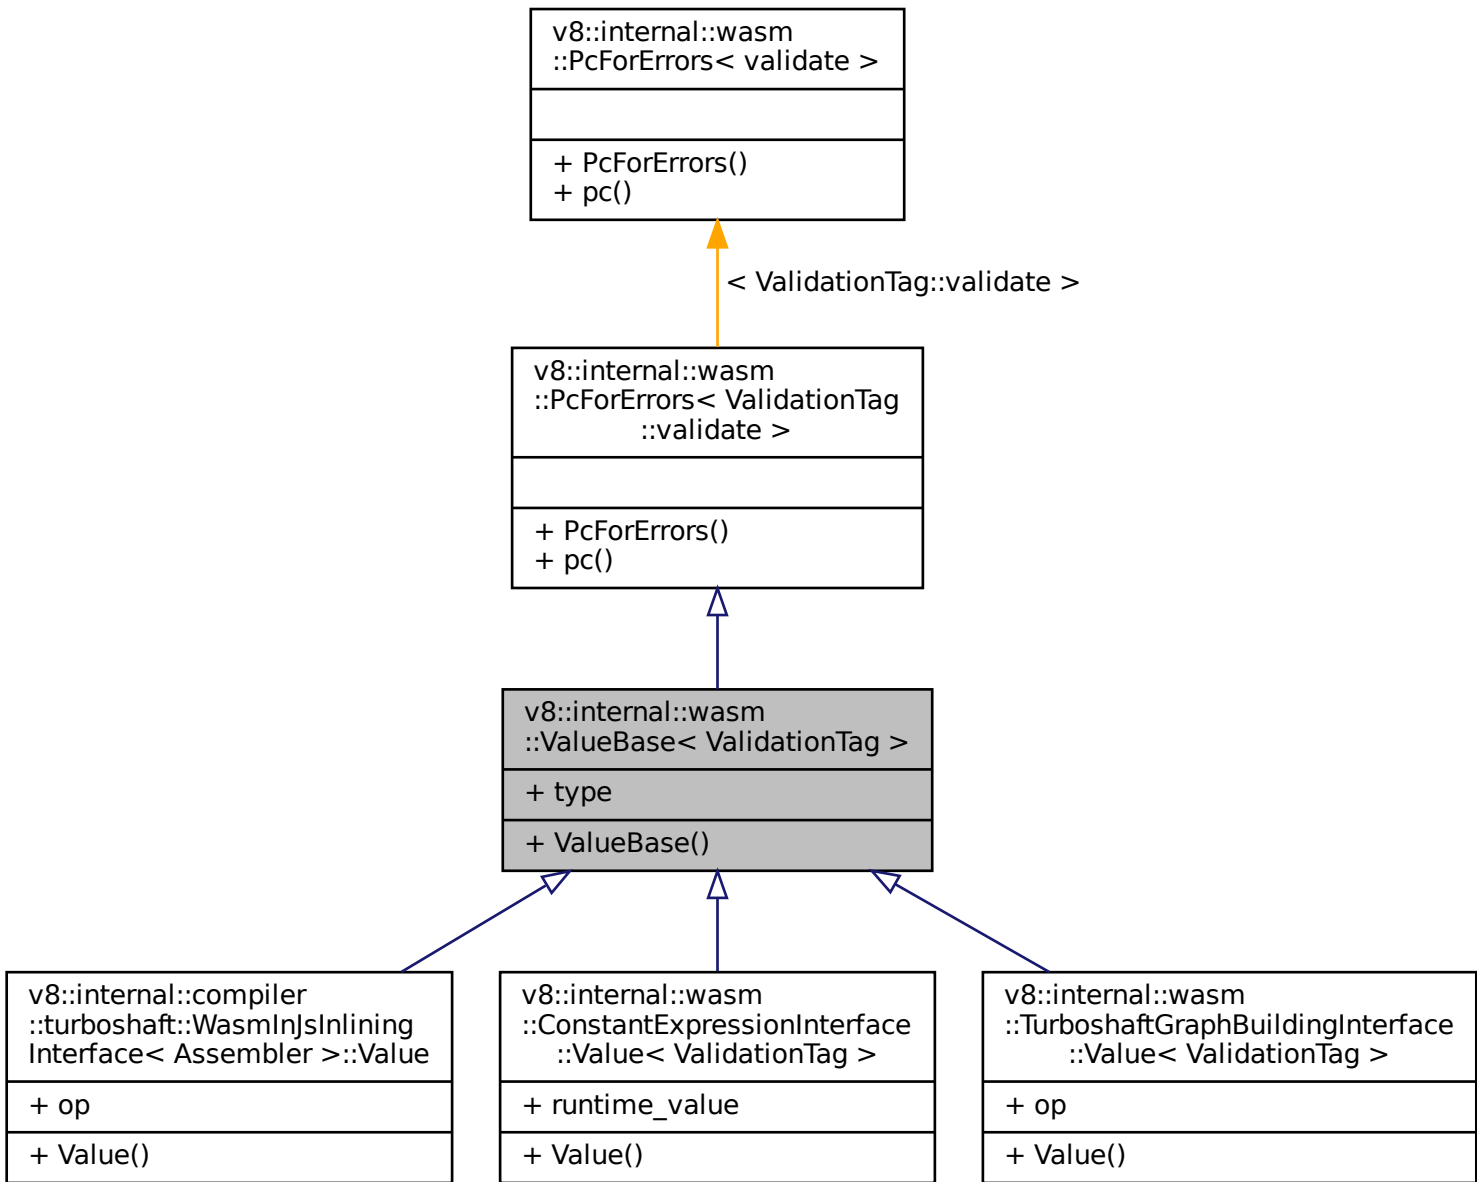 v8::internal::wasm
::PcForErrors< validate >
+ PcForErrors()
+ pc()
< ValidationTag::validate >
v8::internal::wasm
::PcForErrors< ValidationTag
::validate >
+ PcForErrors()
+ pc()
v8::internal::wasm
::ValueBase< ValidationTag >
+ type
+ ValueBase()
v8::internal::compiler
::turboshaft::WasmInJsInlining
Interface< Assembler >::Value
+ op
+ Value()
v8::internal::wasm
::ConstantExpressionInterface
::Value< ValidationTag >
+ runtime_value
+ Value()
v8::internal::wasm
::TurboshaftGraphBuildingInterface
::Value< ValidationTag >
+ op
+ Value()